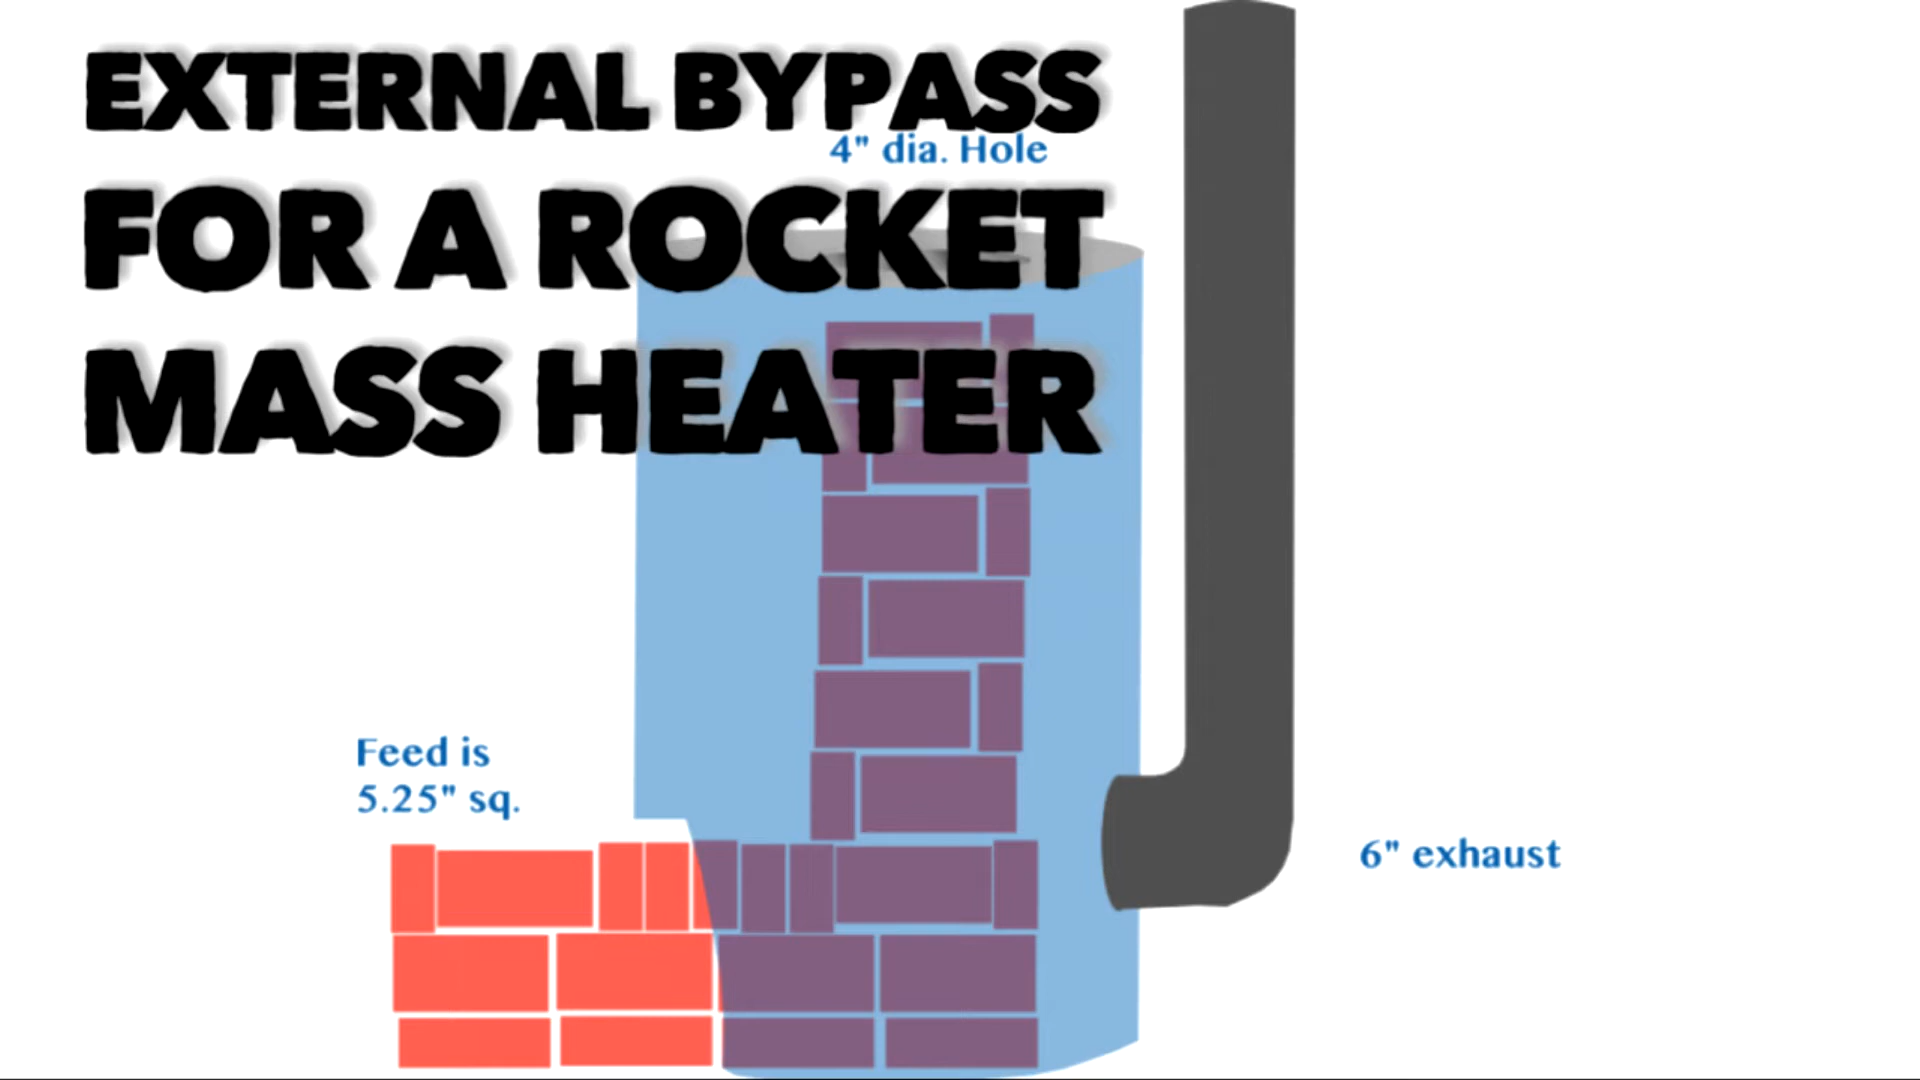 EXTERNAL BYPASS
4" dia. Hole
FOR A ROCKET
MASS HEATER
Feed is
5.25" sq.
6" exhaust